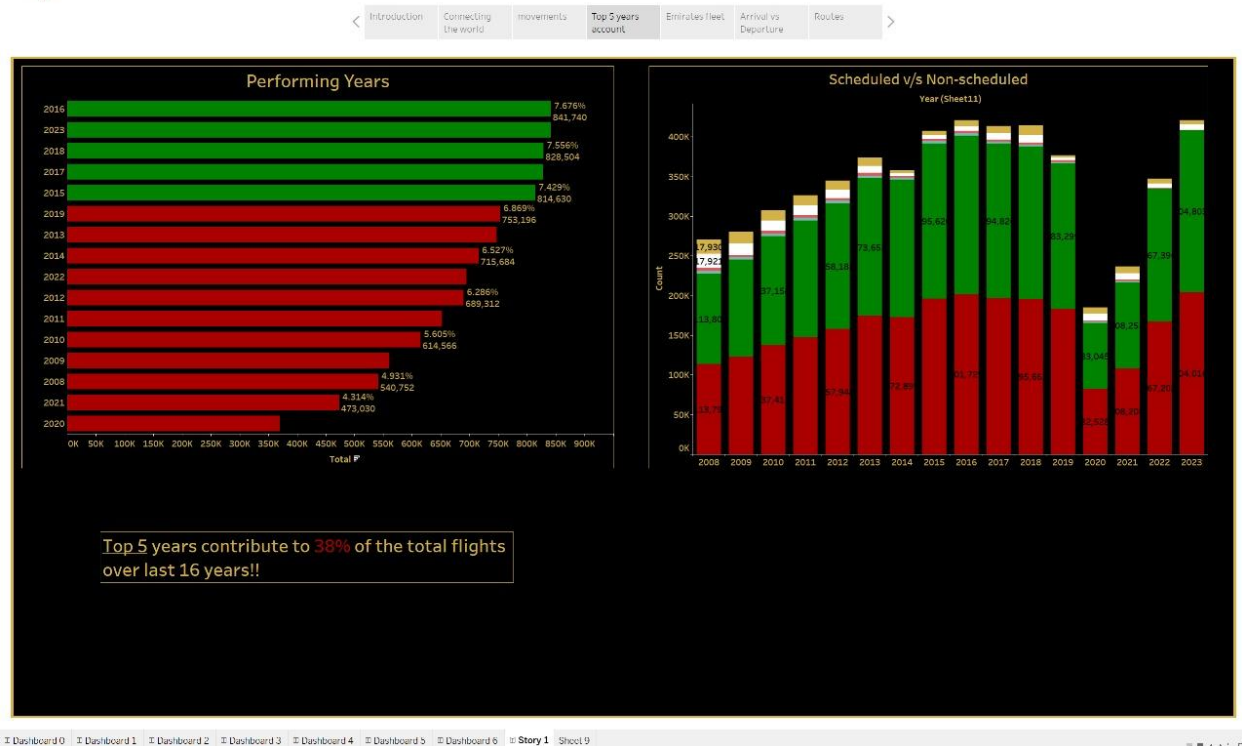 Introduction
Connecting
the world
movements
Top 5 years
account
Emirates fleet
Arrival vs
Departure
Routes
Performing Years
2016
7.676%
841,740
2023
2018
7.556%
828,504
2017
2015
7.429%
814,630
2019
6.869%
753,196
2013
2014
6.527%
715,684
2022
2012
6.286%
689,312
2011
2010
5.605%
614,566
2009
2008
4.931%
540,752
2021
4.314%
473,030
2020
0K 50K 100K 150K 200K 250K 300K 350K 400K 450K 500K 550K 600K 650K 700K 750K 800K 850K 900K
Total
Scheduled v/s Non-scheduled
Year (Sheet11)
Count
400K
350K
300K
250K
200K
150K
100K
50K
0K
2008 2009 2010 2011 2012 2013 2014 2015 2016 2017 2018 2019 2020 2021 2022 2023
Top 5 years contribute to 38% of the total flights
over last 16 years!!
Dashboard 0 Dashboard 1 Dashboard 2 Dashboard 3 Dashboard 4 Dashboard 5 Dashboard 6 Story 1 Sheet 9